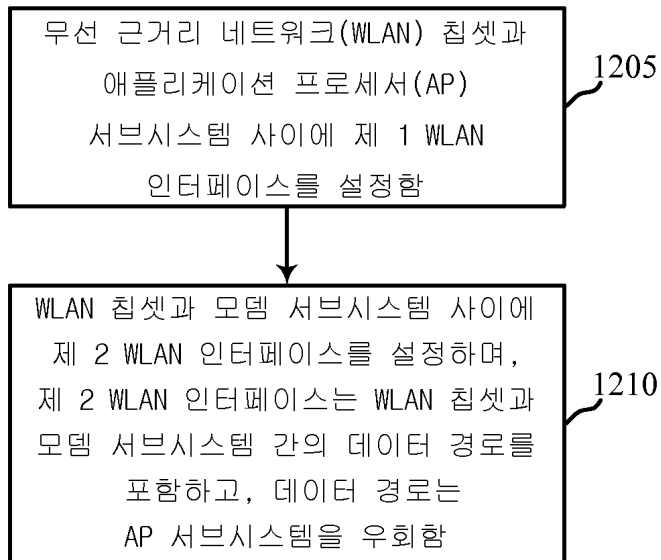 무선 근거리 네트워크(WLAN) 칩셋과
애플리케이션 프로세서(AP)
서브시스템 사이에 제 1 WLAN
인터페이스를 설정함
1205
WLAN 칩셋과 모뎀 서브시스템 사이에
제 2 WLAN 인터페이스를 설정하며,
제 2 WLAN 인터페이스는 WLAN 칩셋과
모뎀 서브시스템 간의 데이터 경로를
포함하고, 데이터 경로는
AP 서브시스템을 우회함
1210